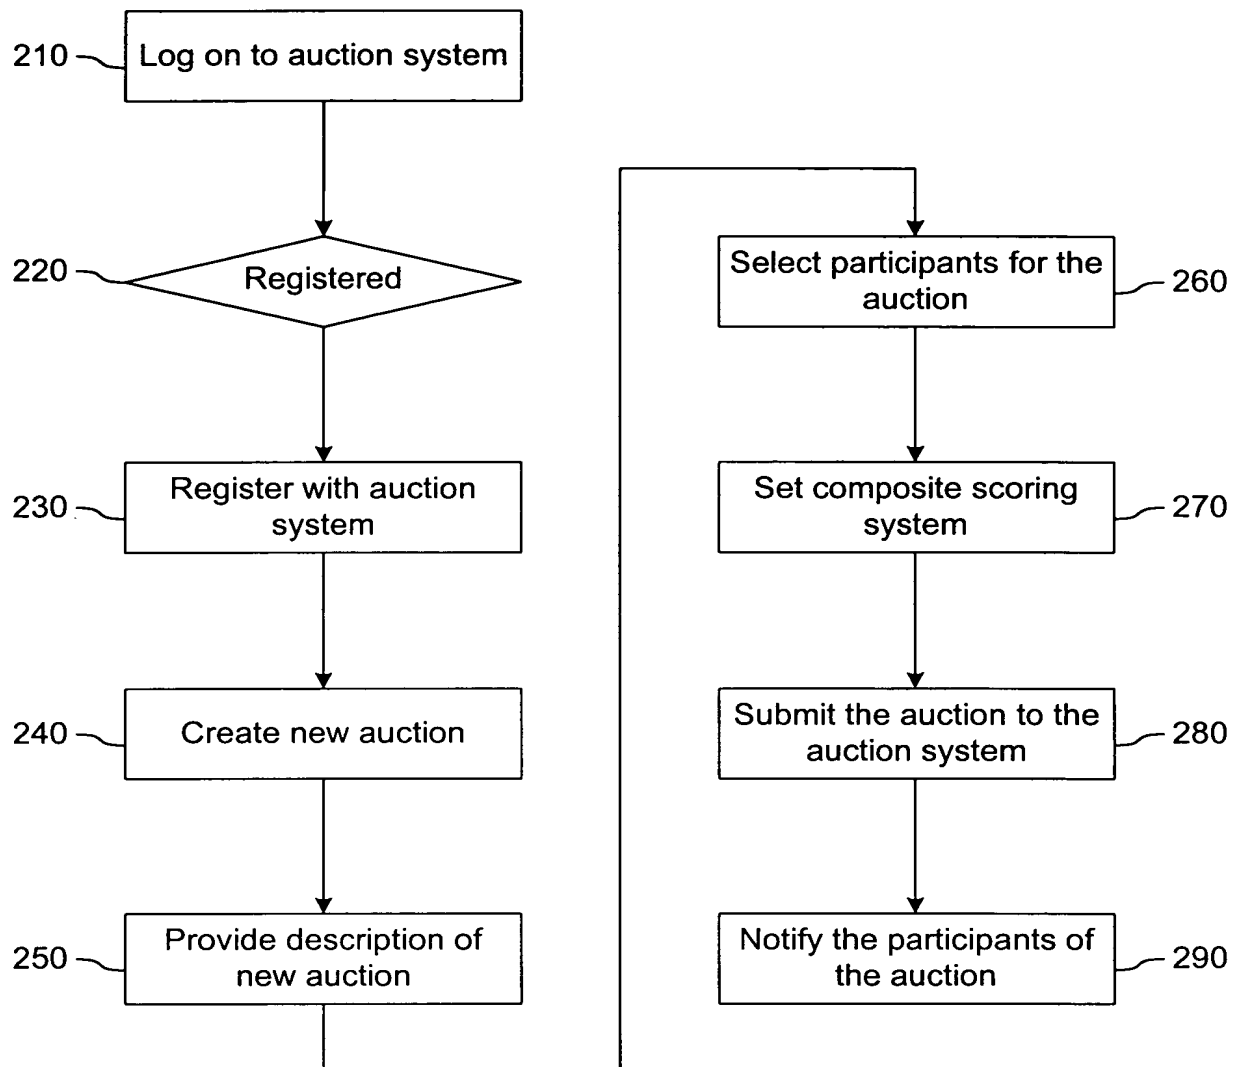 210
Log on to auction system
220
Registered
230
Register with auction
system
240
Create new auction
250
Provide description of
new auction
Select participants for the
auction
260
Set composite scoring
system
270
Submit the auction to the
auction system
280
Notify the participants of
the auction
290